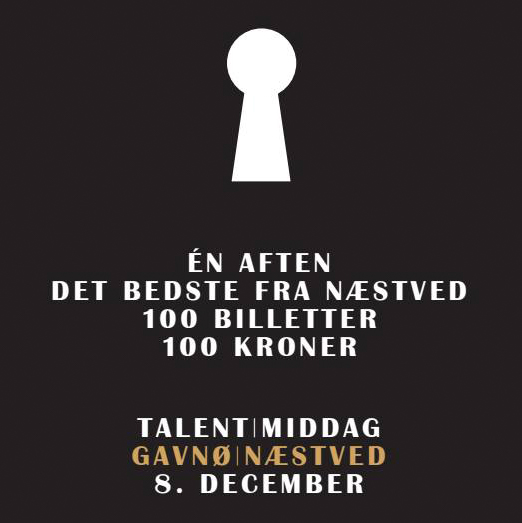 ÉN AFTEN
DET BEDSTE FRA NÆSTVED
100 BILLETTER
100 KRONER
TALENT|MIDDAG
GAVNØ|NÆSTVED
8. DECEMBER